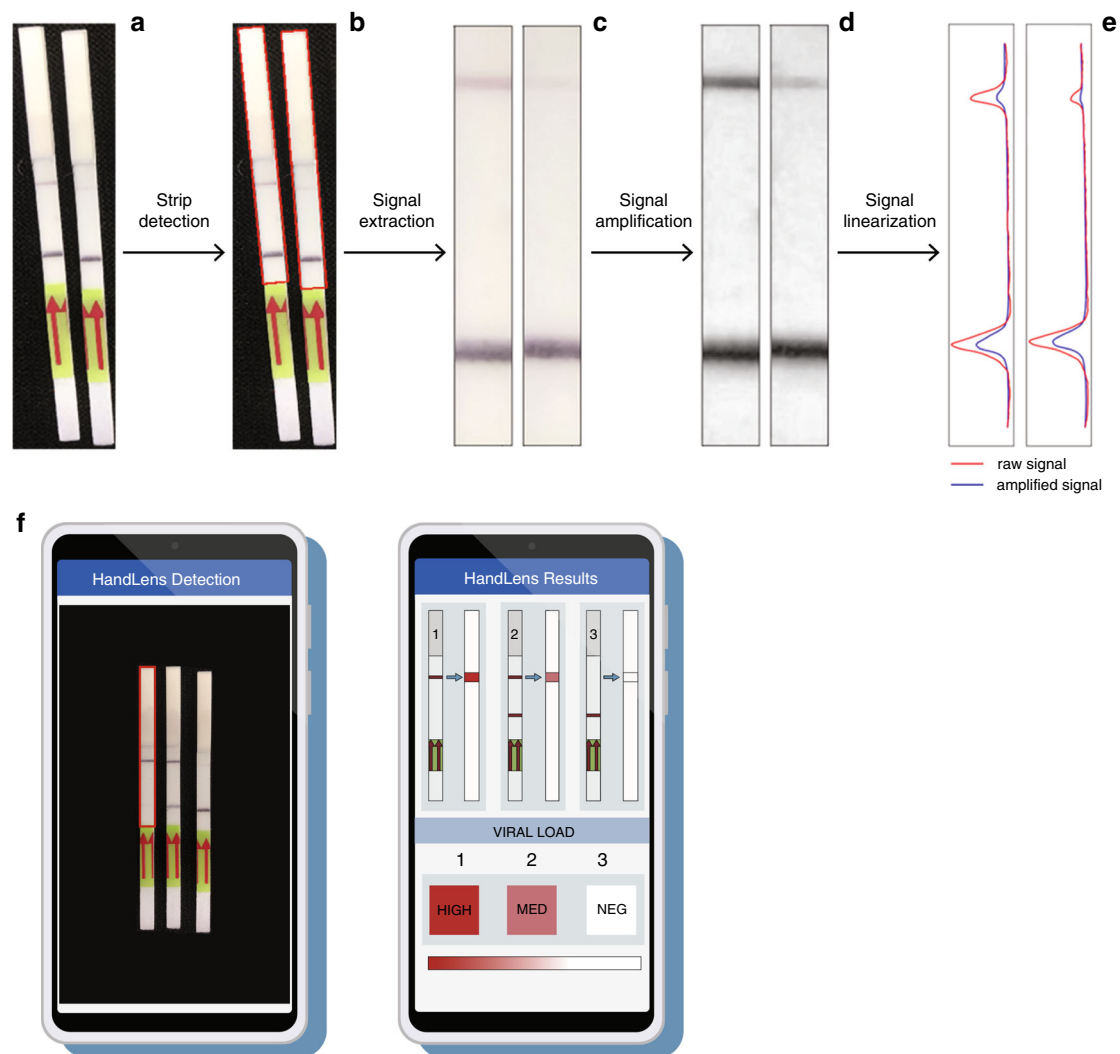 a
b
c
d
e
Strip
detection
Signal
extraction
Signal
amplification
Signal
linearization
raw signal
amplified signal
f
HandLens Detection
HandLens Results
1
2
3
VIRAL LOAD
1
2
3
HIGH
MED
NEG